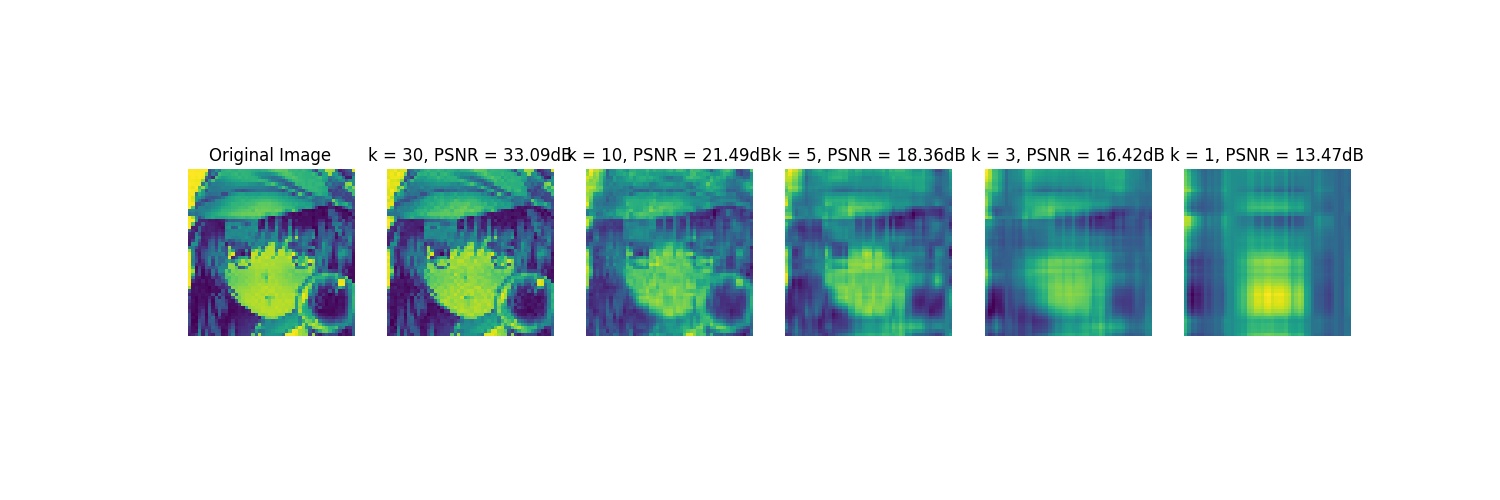 Original Image
k = 30, PSNR = 33.09dB
k = 10, PSNR = 21.49dB
k = 5, PSNR = 18.36dB
k = 3, PSNR = 16.42dB
k = 1, PSNR = 13.47dB